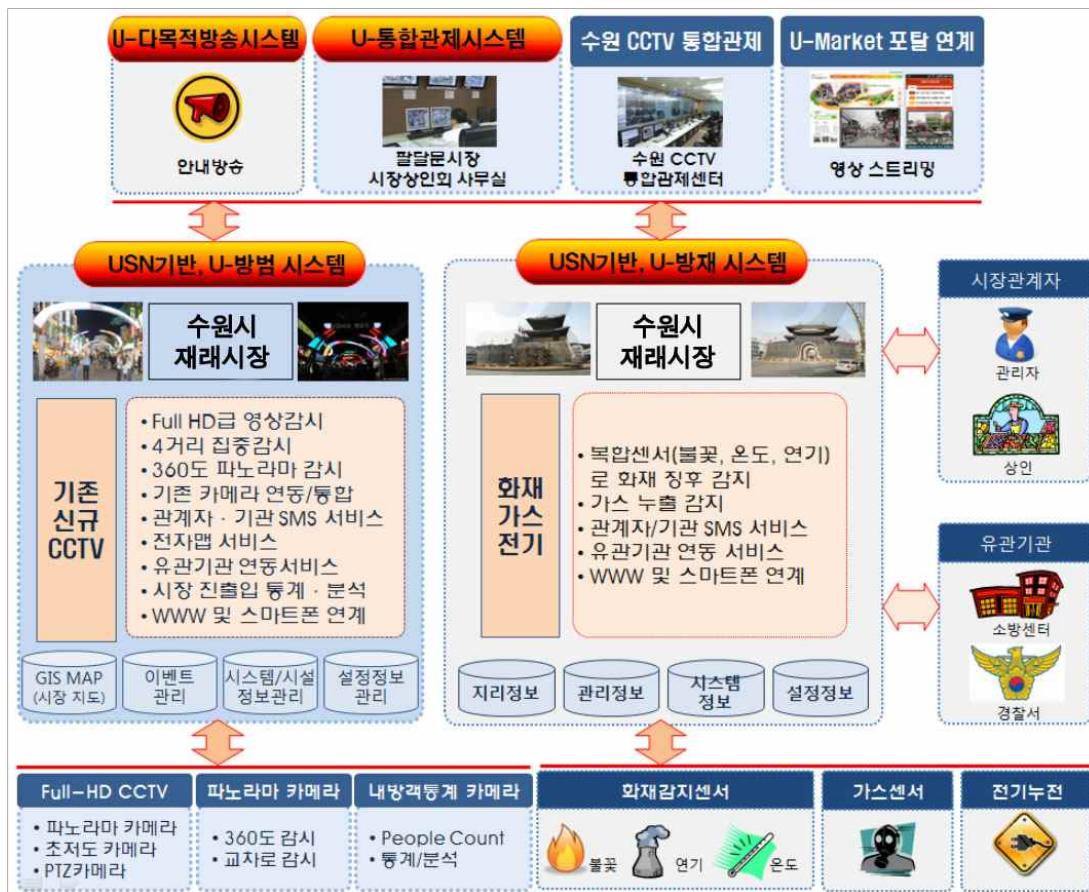 U-다목적방송시스템
안내방송
U-통합관제시스템
팔달문시장
시장상인회 사무실
수원 CCTV 통합관제
수원 CCTV
통합관제센터
U-Market 포탈 연계
영상 스트리밍
USN기반, U-방범 시스템
수원시
재래시장
기존
신규
CCTV
• Full HD급 영상감시
• 4거리 집중감시
• 360도 파노라마 감시
• 기존 카메라 연동/통합
• 관계자 · 기관 SMS 서비스
• 전자맵 서비스
• 유관기관 연동서비스
• 시장 진출입 통계 · 분석
• WWW 및 스마트폰 연계
GIS MAP
(시장 지도)
이벤트
관리
시스템/시설
정보관리
설정정보
관리
USN기반, U-방재 시스템
수원시
재래시장
화재
가스
전기
• 복합센서(불꽃, 온도, 연기)
로 화재 징후 감지
• 가스 누출 감지
• 관계자/기관 SMS 서비스
• 유관기관 연동 서비스
• WWW 및 스마트폰 연계
지리정보
관리정보
시스템
정보
설정정보
시장관계자
관리자
상인
유관기관
소방센터
경찰서
Full-HD CCTV
• 파노라마 카메라
• 초저도 카메라
• PTZ카메라
파노라마 카메라
• 360도 감시
• 교차로 감시
내방객통계 카메라
• People Count
• 통계/분석
화재감지센서
불꽃
연기
온도
가스센서
전기누전